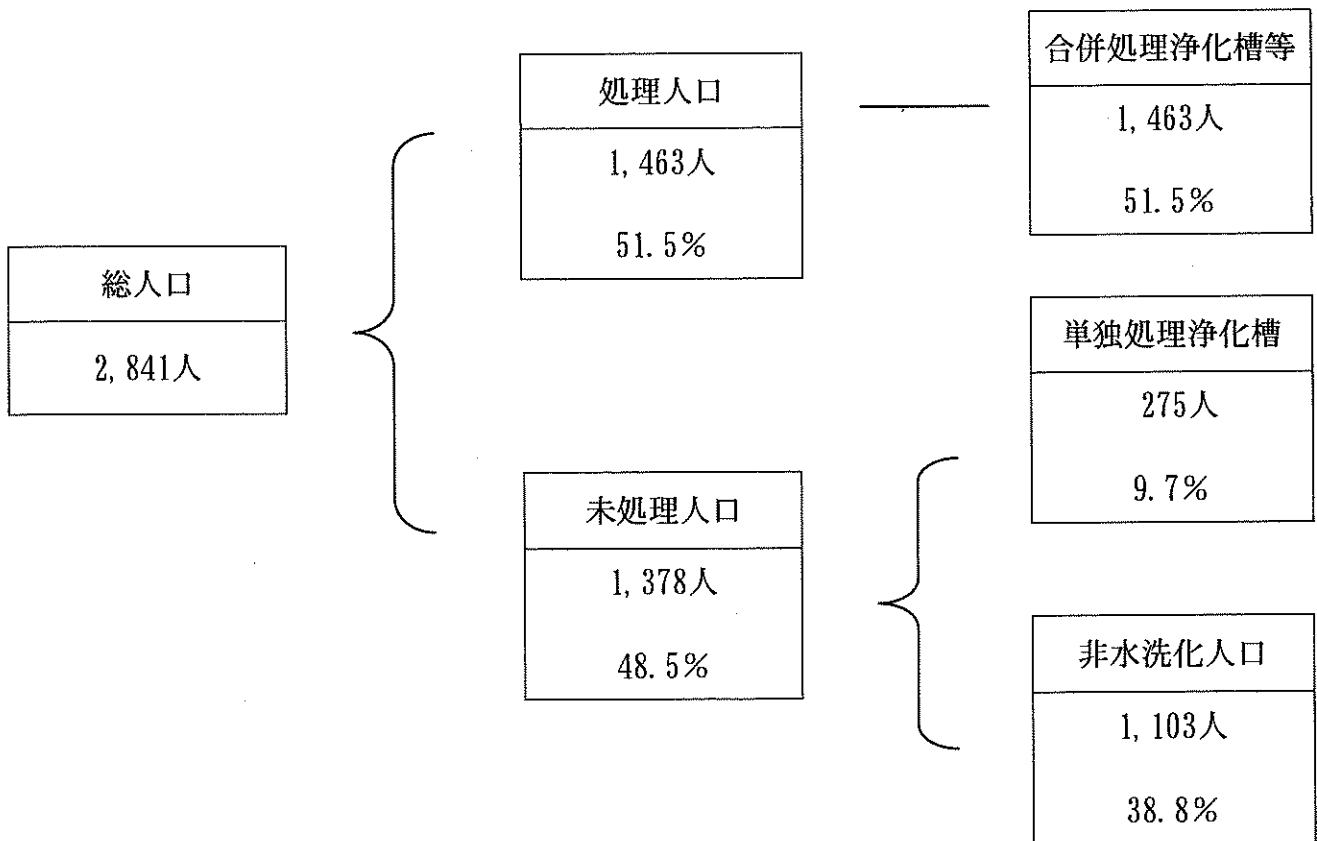 総人口
2,841人
処理人口
1,463人
51.5%
合併処理浄化槽等
1,463人
51.5%
未処理人口
1,378人
48.5%
単独処理浄化槽
275人
9.7%
非水洗化人口
1,103人
38.8%